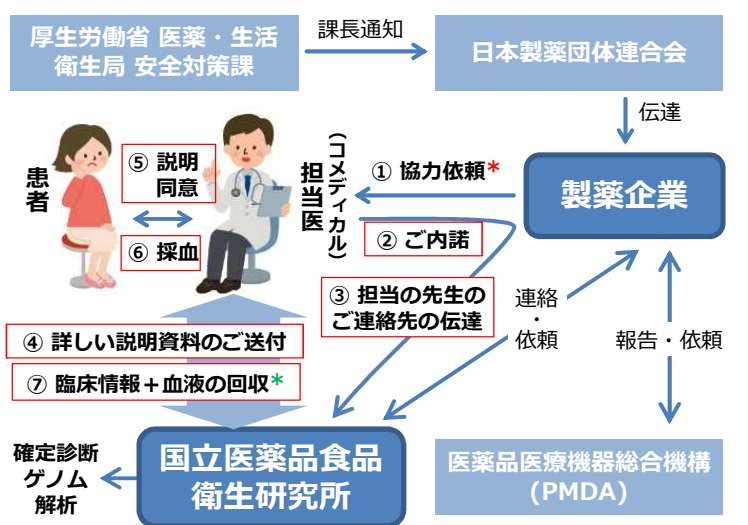 厚生労働省 医薬・生活
衛生局 安全対策課
課長通知
日本製薬団体連合会
伝達
製薬企業
① 協力依頼*
② ご内諾
③ 担当の先生の
ご連絡先の伝達
患者
⑤ 説明
同意
⑥ 採血
担当医
(コメディカル)
④ 詳しい説明資料のご送付
⑦ 臨床情報+血液の回収*
連絡
・
依頼
報告・依頼
確定診断
ゲノム
解析
国立医薬品食品
衛生研究所
医薬品医療機器総合機構
(PMDA)